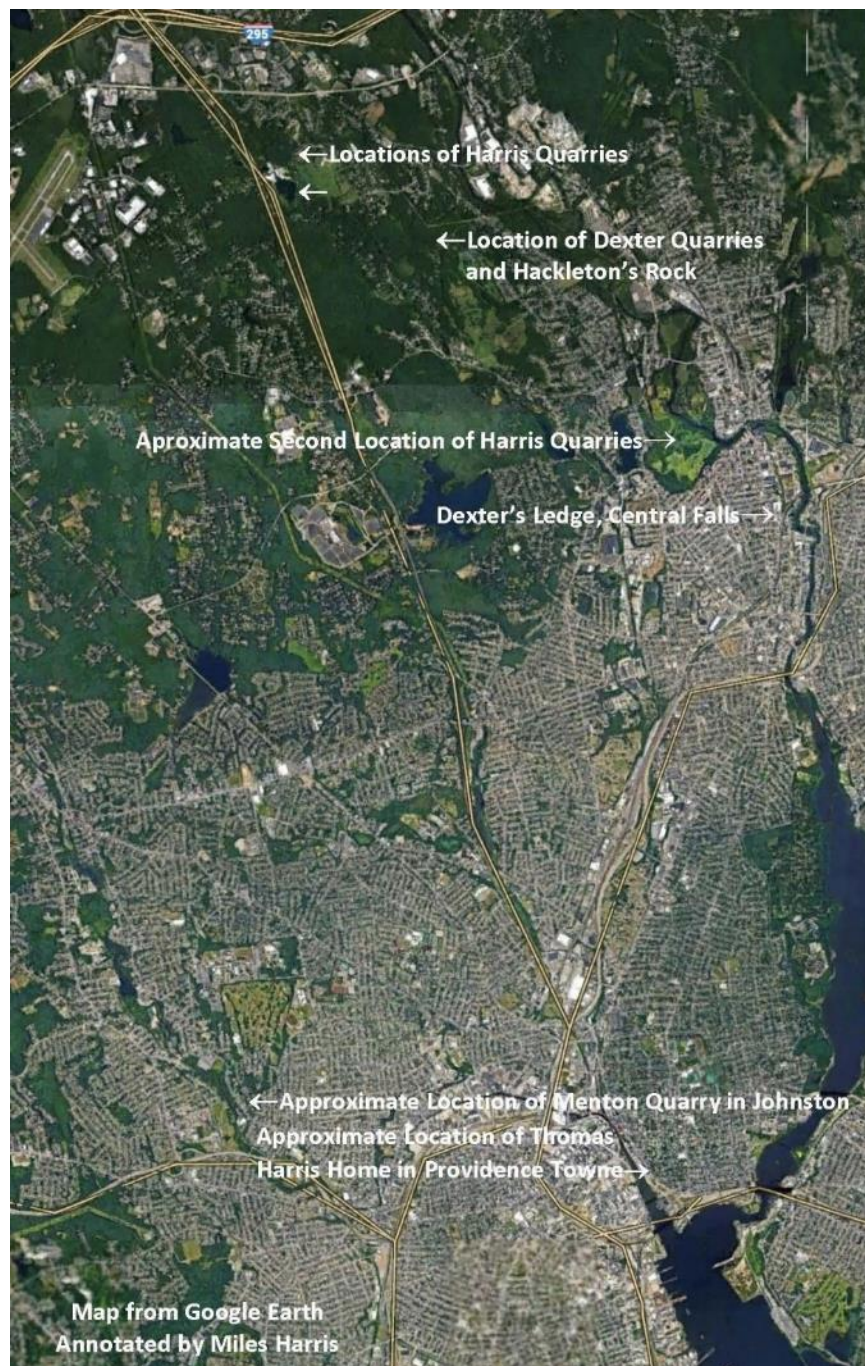 295
←Locations of Harris Quarries
←
←Location of Dexter Quarries
and Hackleton's Rock
Aproximate Second Location of Harris Quarries→
Dexter's Ledge, Central Falls→
←Approximate Location of Menton Quarry in Johnston
Approximate Location of Thomas
Harris Home in Providence Towne→
Map from Google Earth
Annotated by Miles Harris